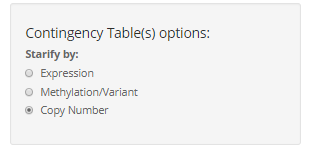 Contingency Table(s) options:
Starify by:
Expression
Methylation/Variant
Copy Number